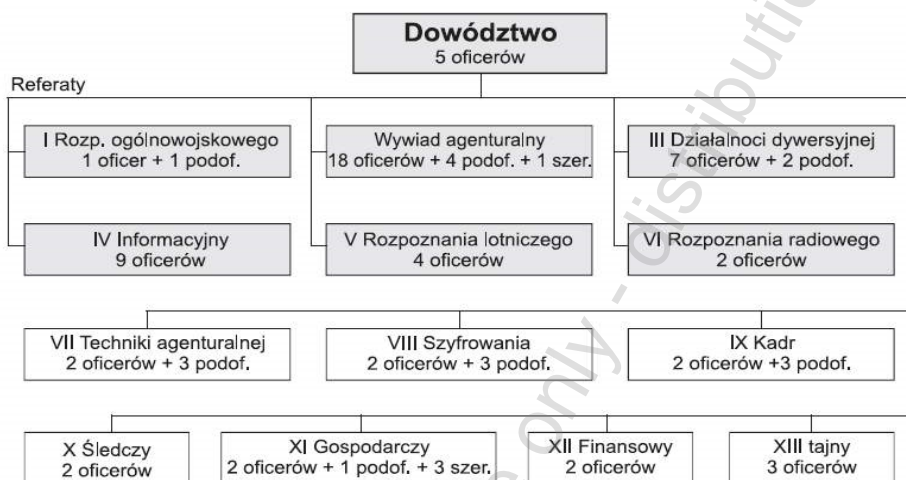 Dowództwo
5 oficerów
Referaty
I Rozp. ogólnowojskowego
1 oficer + 1 podof.
Wywiad agenturalny
18 oficerów + 4 podof. + 1 szer.
III Działalnoci dywersyjnej
7 oficerów + 2 podof.
IV Informacyjny
9 oficerów
V Rozpoznania lotniczego
4 oficerów
VI Rozpoznania radiowego
2 oficerów
VII Techniki agenturalnej
2 oficerów + 3 podof.
VIII Szyfrowania
2 oficerów + 3 podof.
IX Kadr
2 oficerów +3 podof.
X Śledczy
2 oficerów
XI Gospodarczy
2 oficerów + 1 podof. + 3 szer.
XII Finansowy
2 oficerów
XIII tajny
3 oficerów
only - distributio